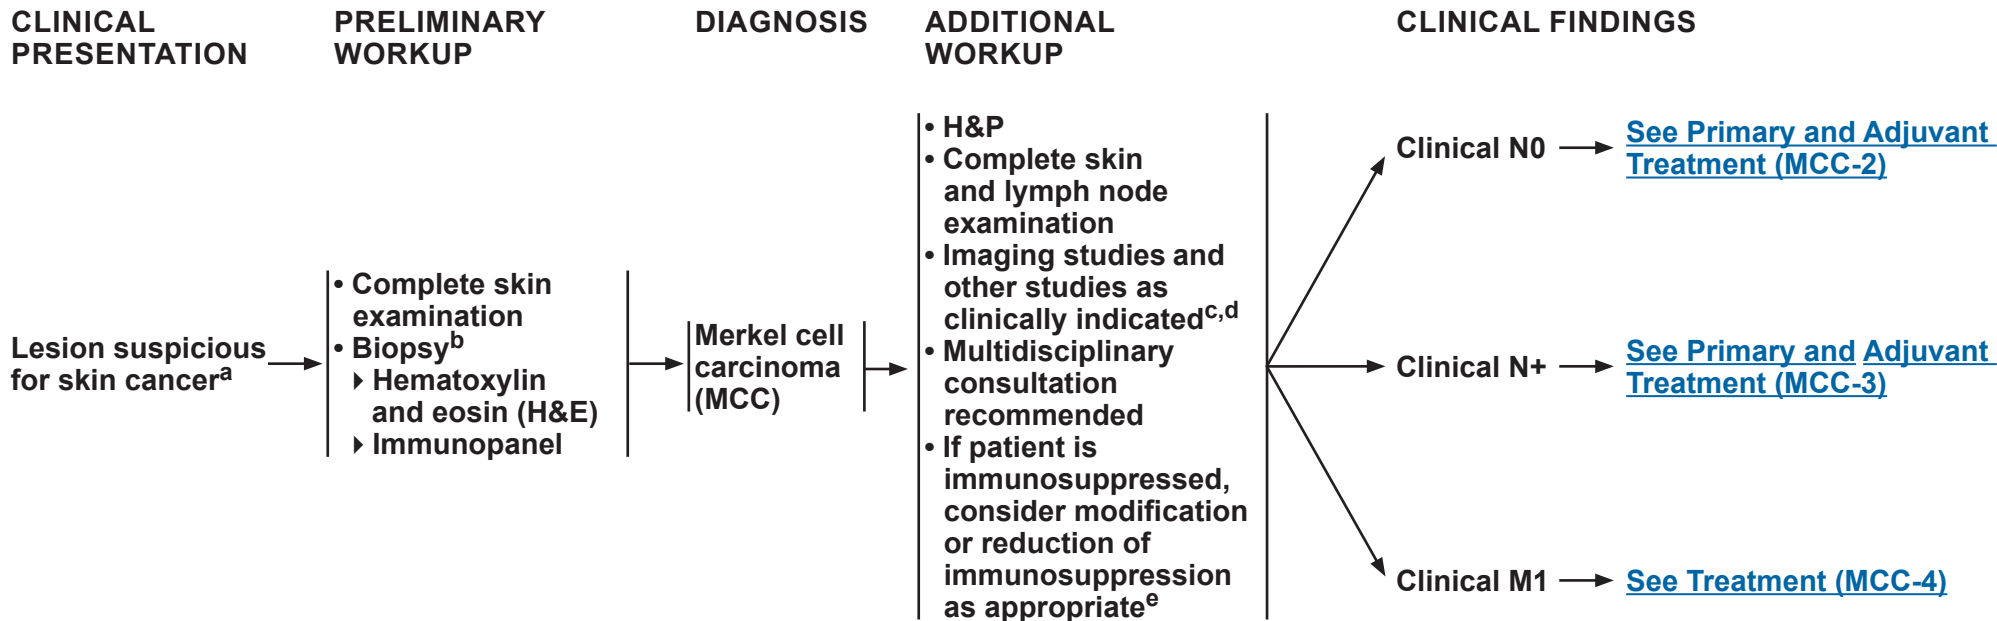 CLINICAL
PRESENTATION
PRELIMINARY
WORKUP
DIAGNOSIS
ADDITIONAL
WORKUP
CLINICAL FINDINGS
Lesion suspicious
for skin cancerᵃ
• Complete skin
examination
• Biopsyᵇ
▸ Hematoxylin
and eosin (H&E)
▸ Immunopanel
Merkel cell
carcinoma
(MCC)
• H&P
• Complete skin
and lymph node
examination
• Imaging studies and
other studies as
clinically indicatedᶜ,ᵈ
• Multidisciplinary
consultation
recommended
• If patient is
immunosuppressed,
consider modification
or reduction of
immunosuppression
as appropriateᵉ
Clinical N0
See Primary and Adjuvant
Treatment (MCC-2)
Clinical N+
See Primary and Adjuvant
Treatment (MCC-3)
Clinical M1
See Treatment (MCC-4)